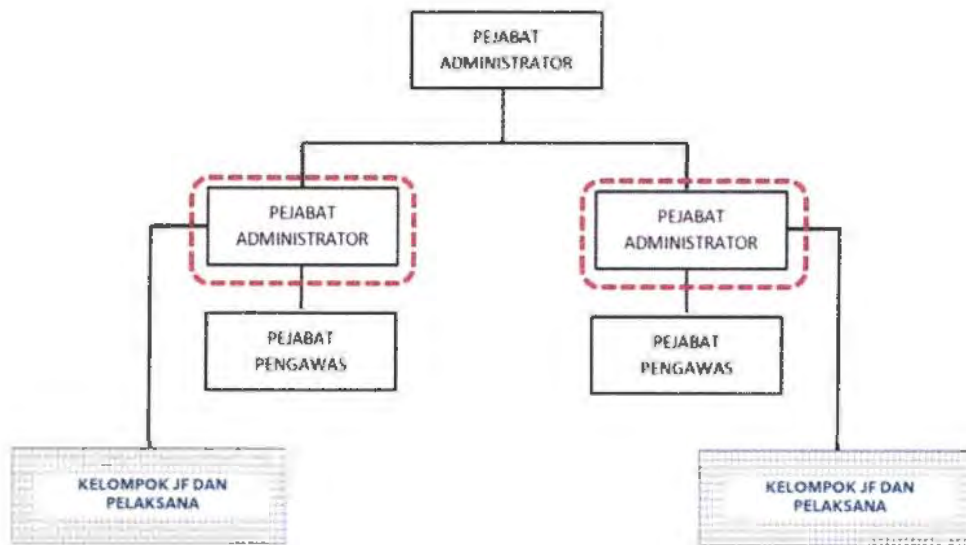 PEJABAT
ADMINISTRATOR
PEJABAT
ADMINISTRATOR
PEJABAT
ADMINISTRATOR
PEJABAT
PENGAWAS
PEJABAT
PENGAWAS
KELOMPOK JF DAN
PELAKSANA
KELOMPOK JF DAN
PELAKSANA